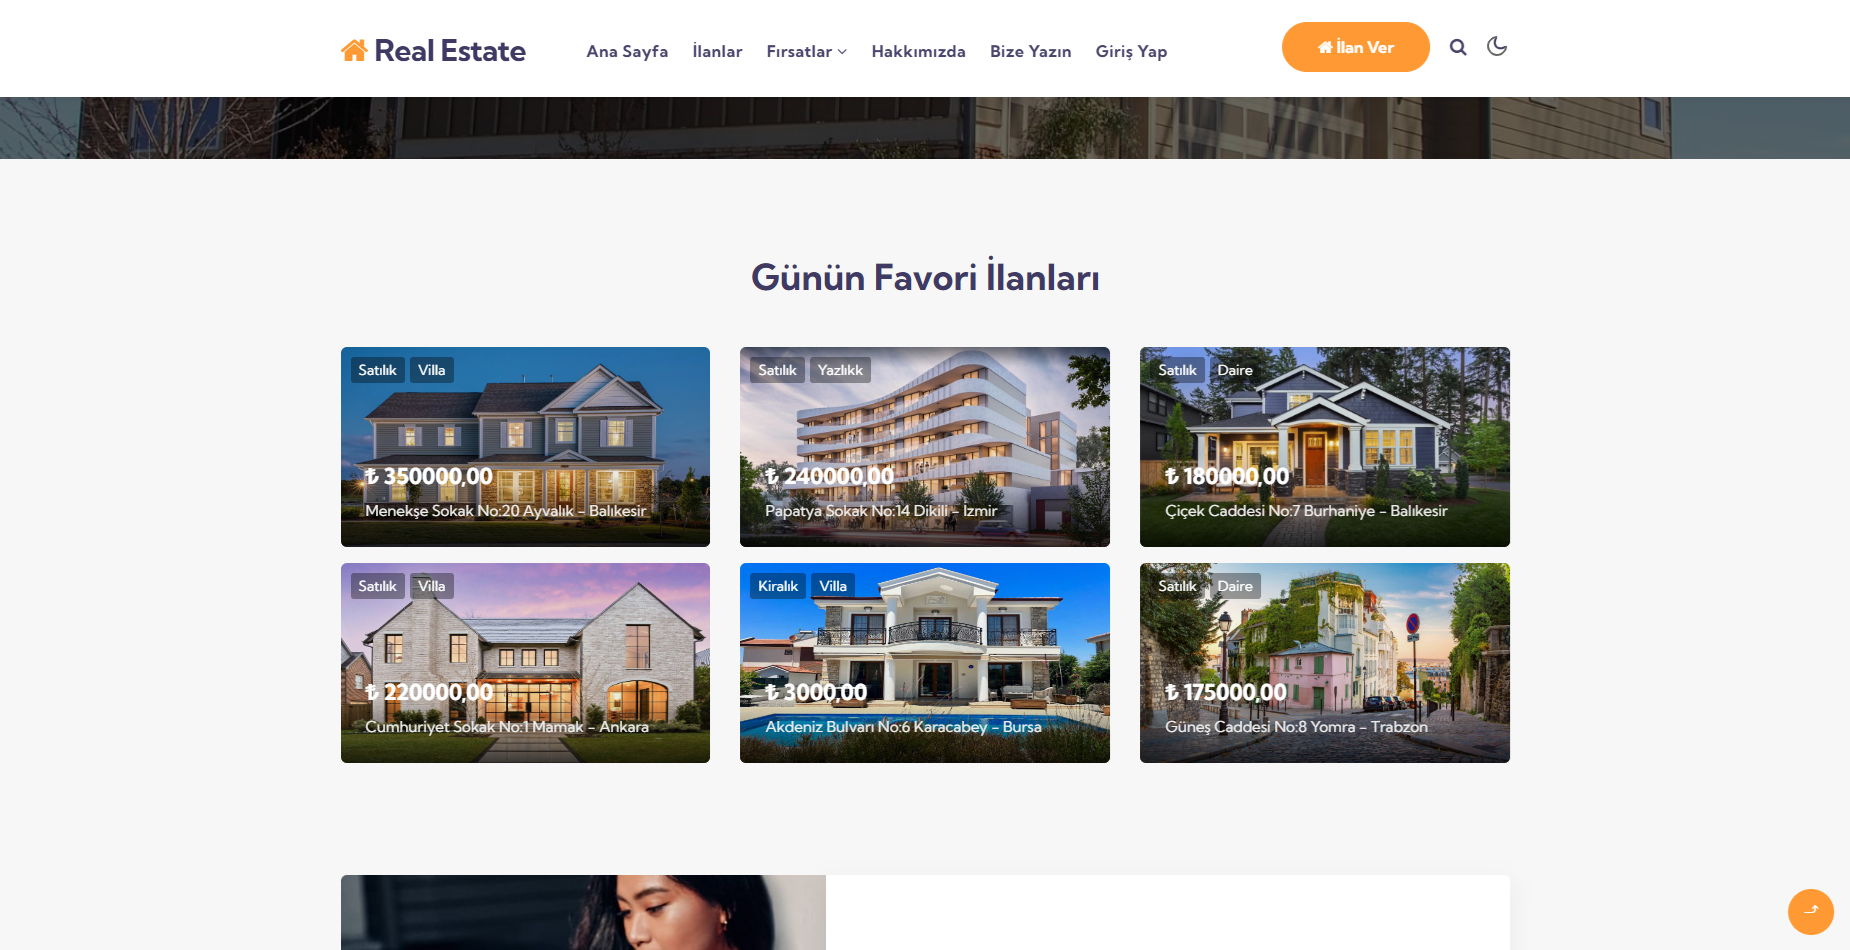 Real Estate
Ana Sayfa İlanlar Fırsatlar Hakkımızda Bize Yazın Giriş Yap
İlan Ver
Günün Favori İlanları
Satılık Villa
₺ 350000,00
Menekşe Sokak No:20 Ayvalık - Balıkesir
Satılık Yazlıkk
₺ 240000,00
Papatya Sokak No:14 Dikili - İzmir
Satılık Daire
₺ 180000,00
Çiçek Caddesi No:7 Burhaniye - Balıkesir
Satılık Villa
₺ 220000,00
Cumhuriyet Sokak No:1 Mamak - Ankara
Kiralık Villa
₺ 3000,00
Akdeniz Bulvarı No:6 Karacabey - Bursa
Satılık Daire
₺ 175000,00
Güneş Caddesi No:8 Yomra - Trabzon